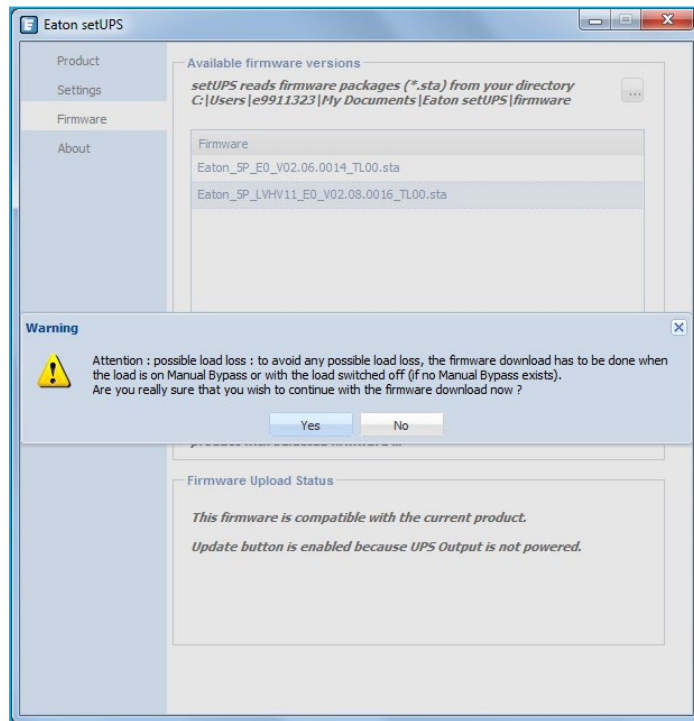 Eaton setUPS
Product
Settings
Firmware
About
Available firmware versions
setUPS reads firmware packages (*.sta) from your directory
C:|Users|e9911323|My Documents|Eaton setUPS|firmware
...
Firmware
Eaton_5P_E0_V02.06.0014_TL00.sta
Eaton_5P_LVHV11_E0_V02.08.0016_TL00.sta
Warning
Attention : possible load loss : to avoid any possible load loss, the firmware download has to be done when
the load is on Manual Bypass or with the load switched off (if no Manual Bypass exists).
Are you really sure that you wish to continue with the firmware download now ?
Yes
No
Firmware Upload Status
This firmware is compatible with the current product.
Update button is enabled because UPS Output is not powered.